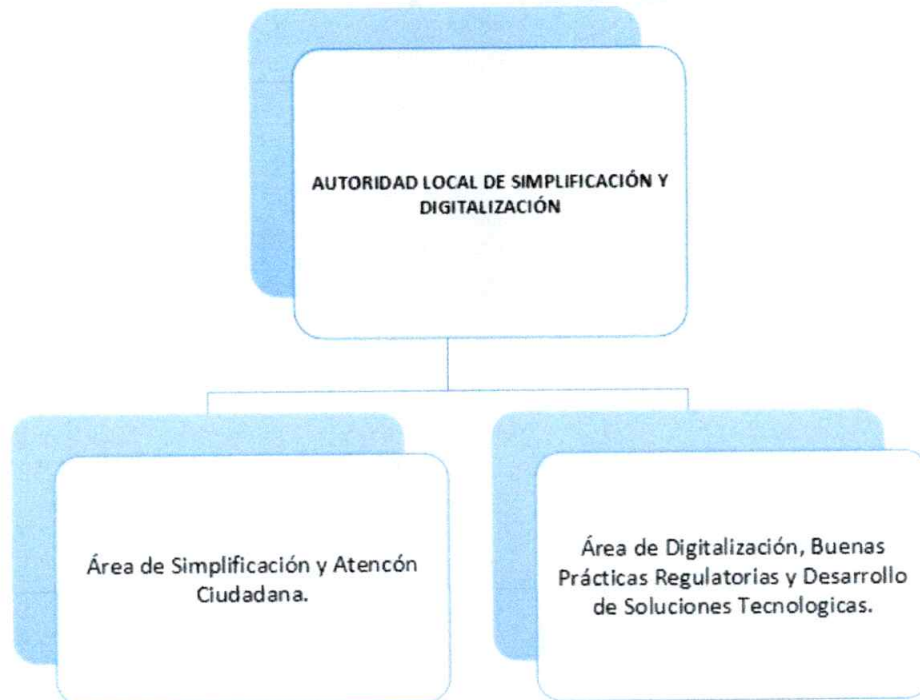 AUTORIDAD LOCAL DE SIMPLIFICACIÓN Y
DIGITALIZACIÓN
Área de Simplificación y Atencón
Ciudadana.
Área de Digitalización, Buenas
Prácticas Regulatorias y Desarrollo
de Soluciones Tecnologicas.